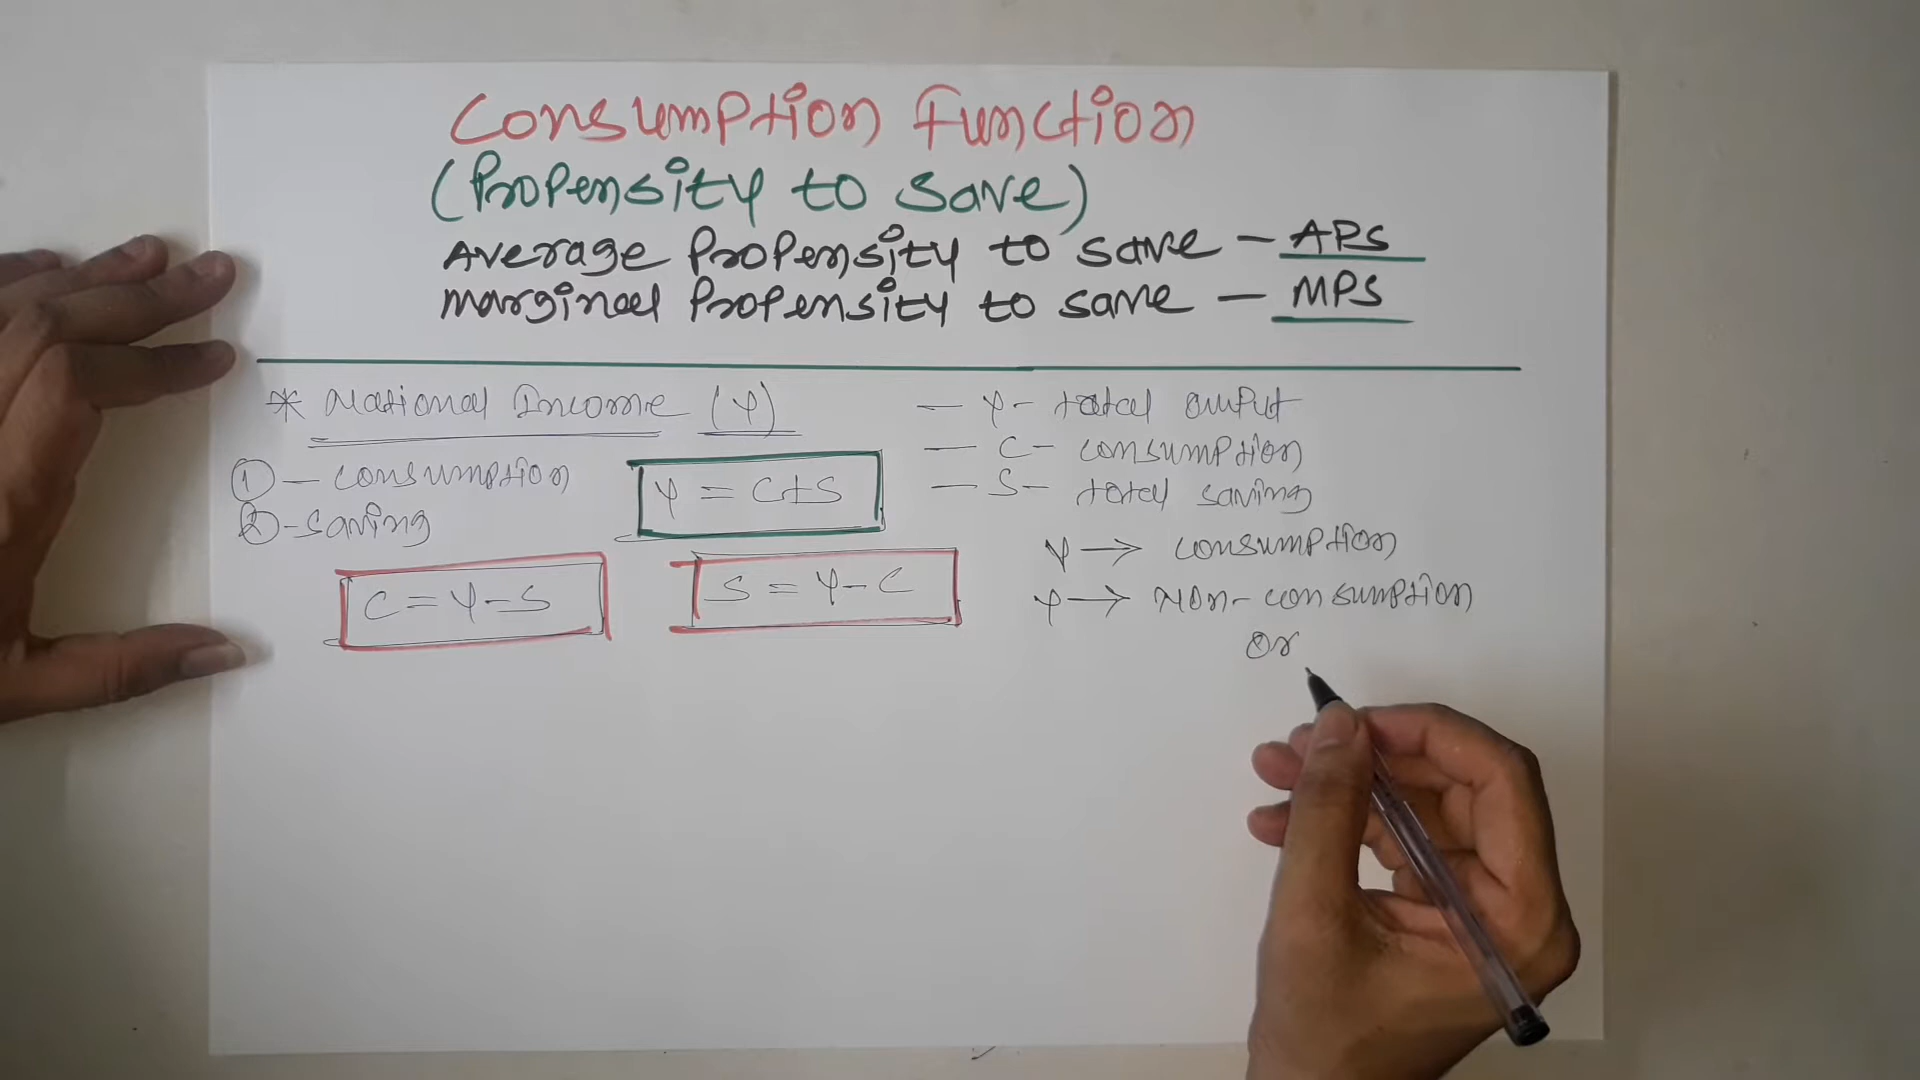 Consumption Function
(Propensity to save)
Average Propensity to save - APS
Marginal Propensity to save - MPS
* National Income (Y)
① - consumption
② - saving
Y = C+S
C = Y - S
S = Y - C
- Y - total output
- C - consumption
- S - total saving
Y → consumption
Y → Non-consumption
or